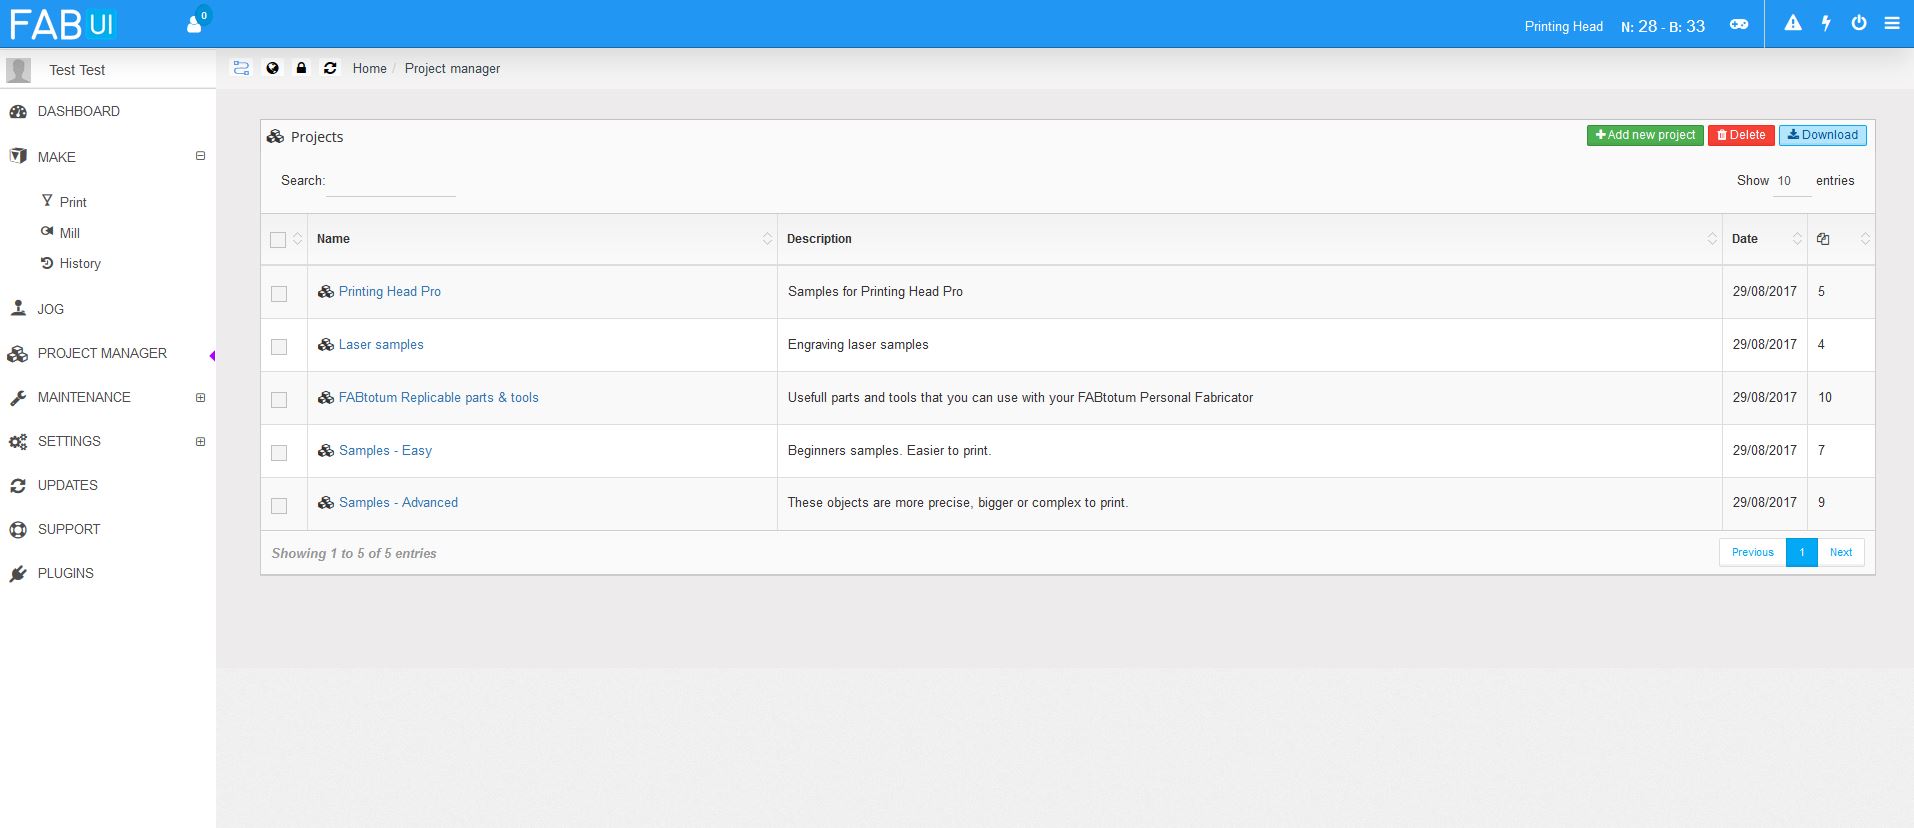 FAB UI
0
Printing Head N: 28 - B: 33
Test Test
Home / Project manager
DASHBOARD
MAKE
Print
Mill
History
JOG
PROJECT MANAGER
MAINTENANCE
SETTINGS
UPDATES
SUPPORT
PLUGINS
Projects
Add new project Delete Download
Search: Show 10 entries
Name Description Date
Printing Head Pro Samples for Printing Head Pro 29/08/2017 5
Laser samples Engraving laser samples 29/08/2017 4
FABtotum Replicable parts & tools Usefull parts and tools that you can use with your FABtotum Personal Fabricator 29/08/2017 10
Samples - Easy Beginners samples. Easier to print. 29/08/2017 7
Samples - Advanced These objects are more precise, bigger or complex to print. 29/08/2017 9
Showing 1 to 5 of 5 entries
Previous 1 Next